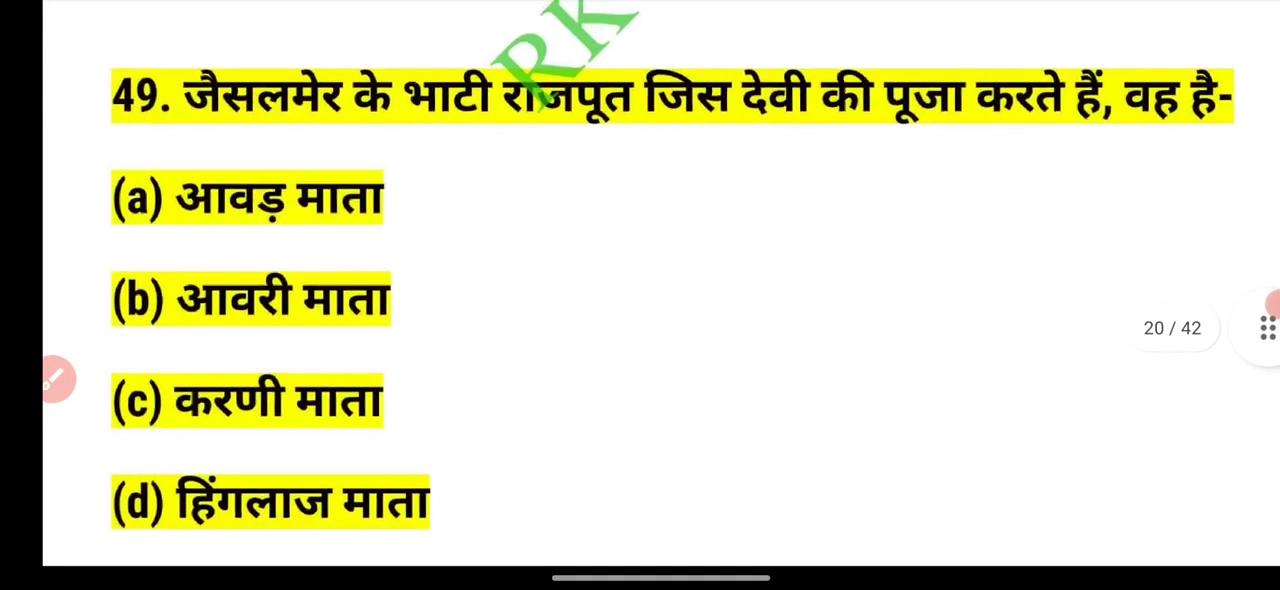 RK
49. जैसलमेर के भाटी राजपूत जिस देवी की पूजा करते हैं, वह है-
(a) आवड़ माता
(b) आवरी माता
20 / 42
(c) करणी माता
(d) हिंगलाज माता